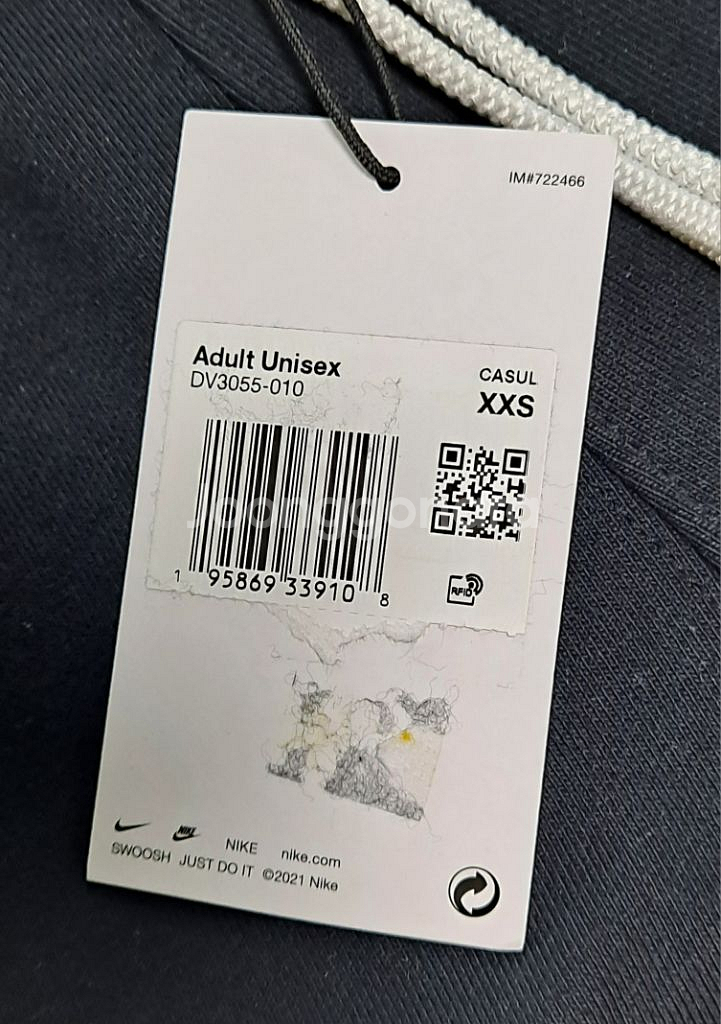 IM#722466
Adult Unisex
DV3055-010
CASUL
XXS
1 95869 33910 8
RFID
NIKE
NIKE nike.com
SWOOSH JUST DO IT ©2021 Nike